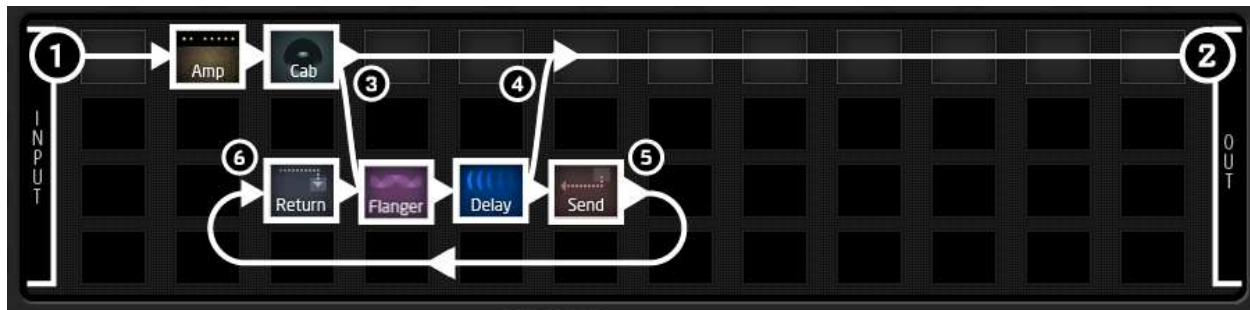 1
2
Amp
Cab
3
4
INPUT
OUT
6
5
Return
Flanger
Delay
Send